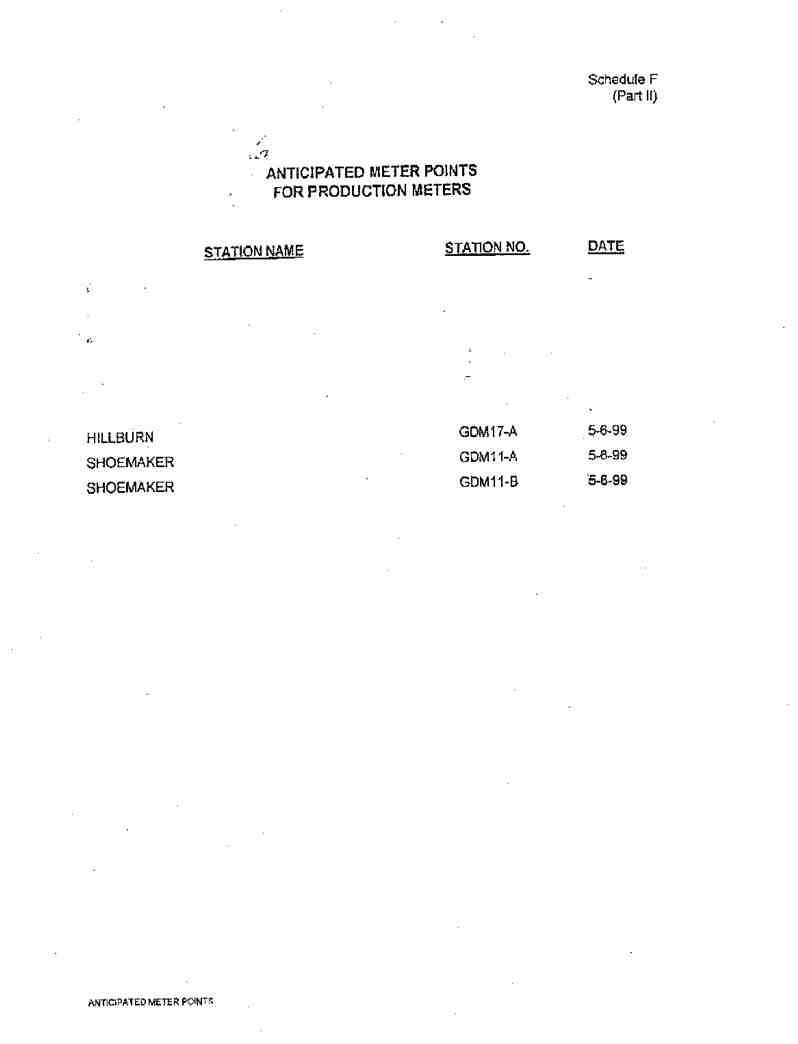 Schedule F
(Part II)
ANTICIPATED METER POINTS
FOR PRODUCTION METERS
STATION NAME STATION NO. DATE
HILLBURN GDM17-A 5-6-99
SHOEMAKER GDM11-A 5-6-99
SHOEMAKER GDM11-B 5-6-99
ANTICIPATED METER POINTS